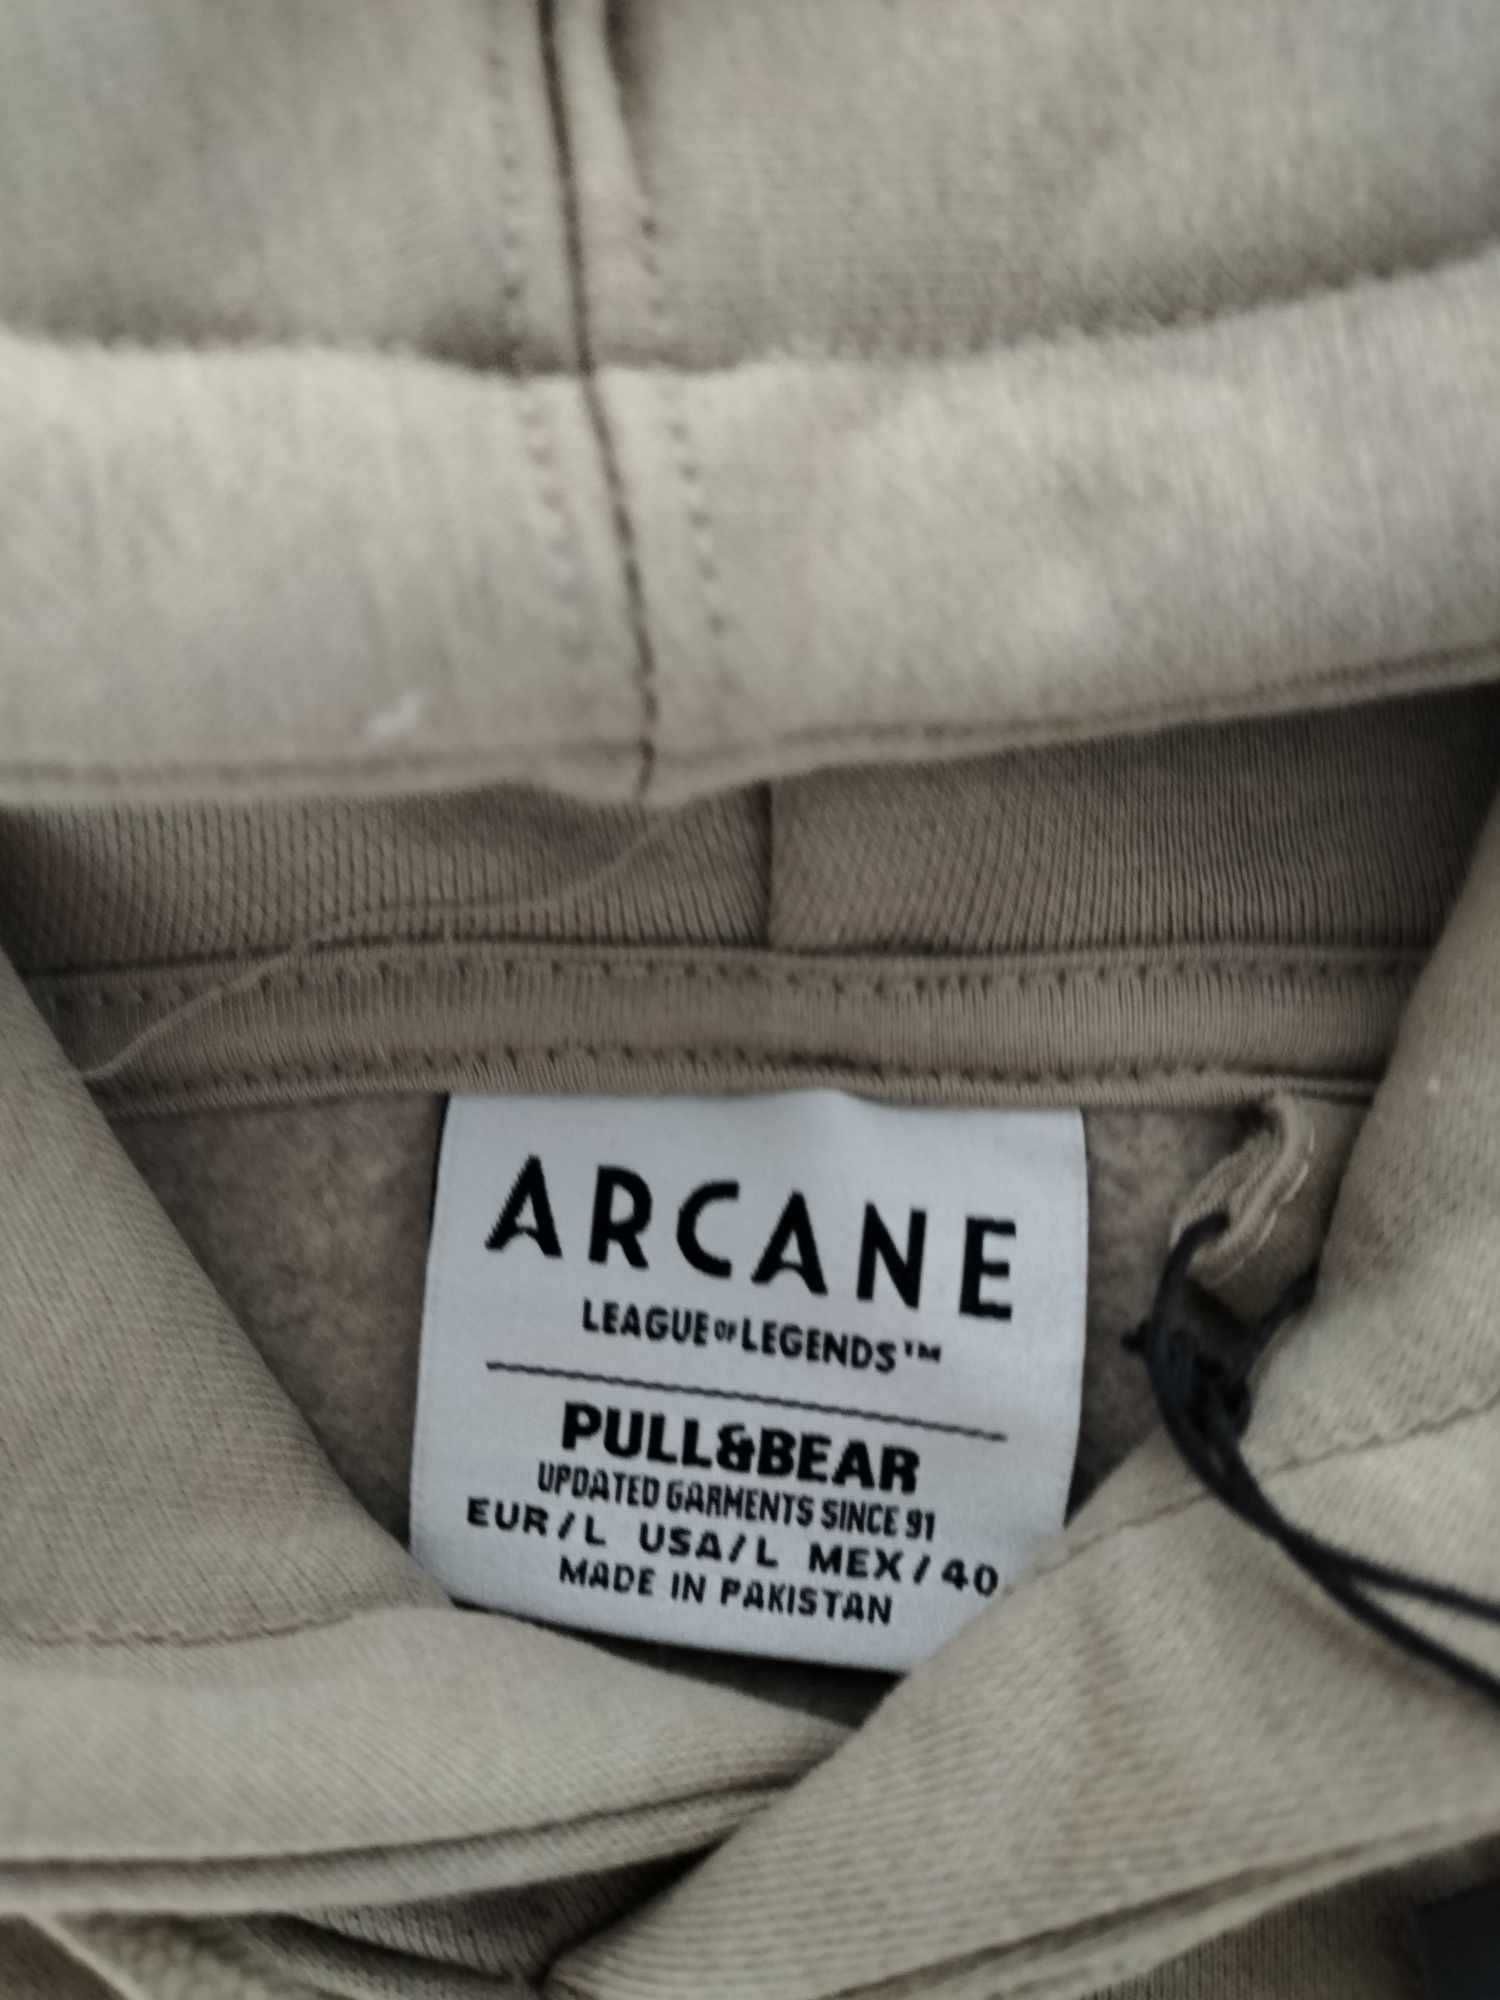 ARCANE
LEAGUE OF LEGENDS™
PULL&BEAR
UPDATED GARMENTS SINCE 91
EUR/L USA/L MEX/40
MADE IN PAKISTAN